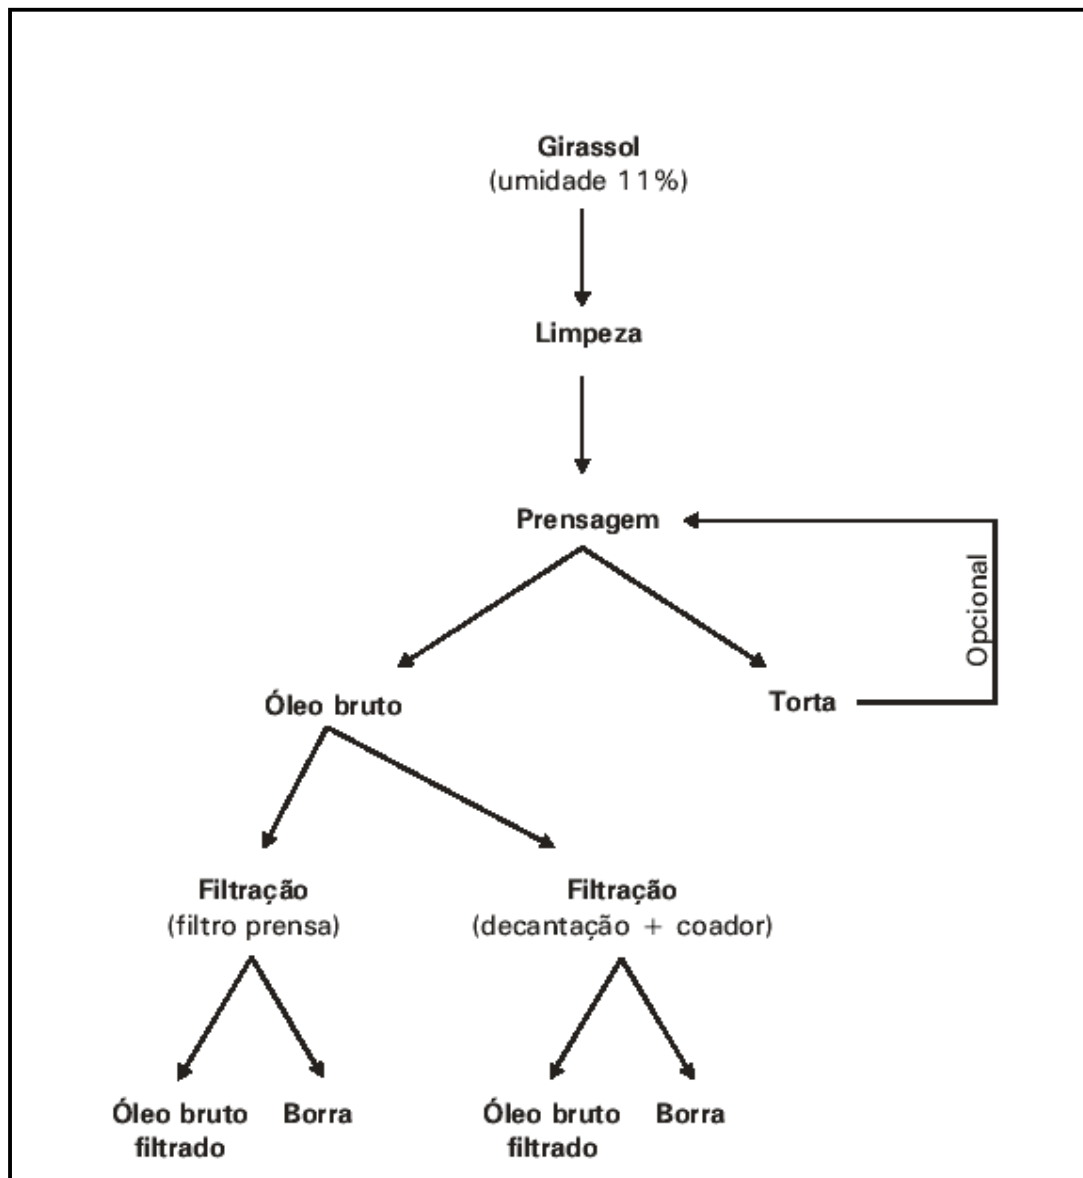 Girassol
(umidade 11%)
Limpeza
Prensagem
Opcional
Óleo bruto
Torta
Filtração
(filtro prensa)
Filtração
(decantação + coador)
Óleo bruto
filtrado
Borra
Óleo bruto
filtrado
Borra